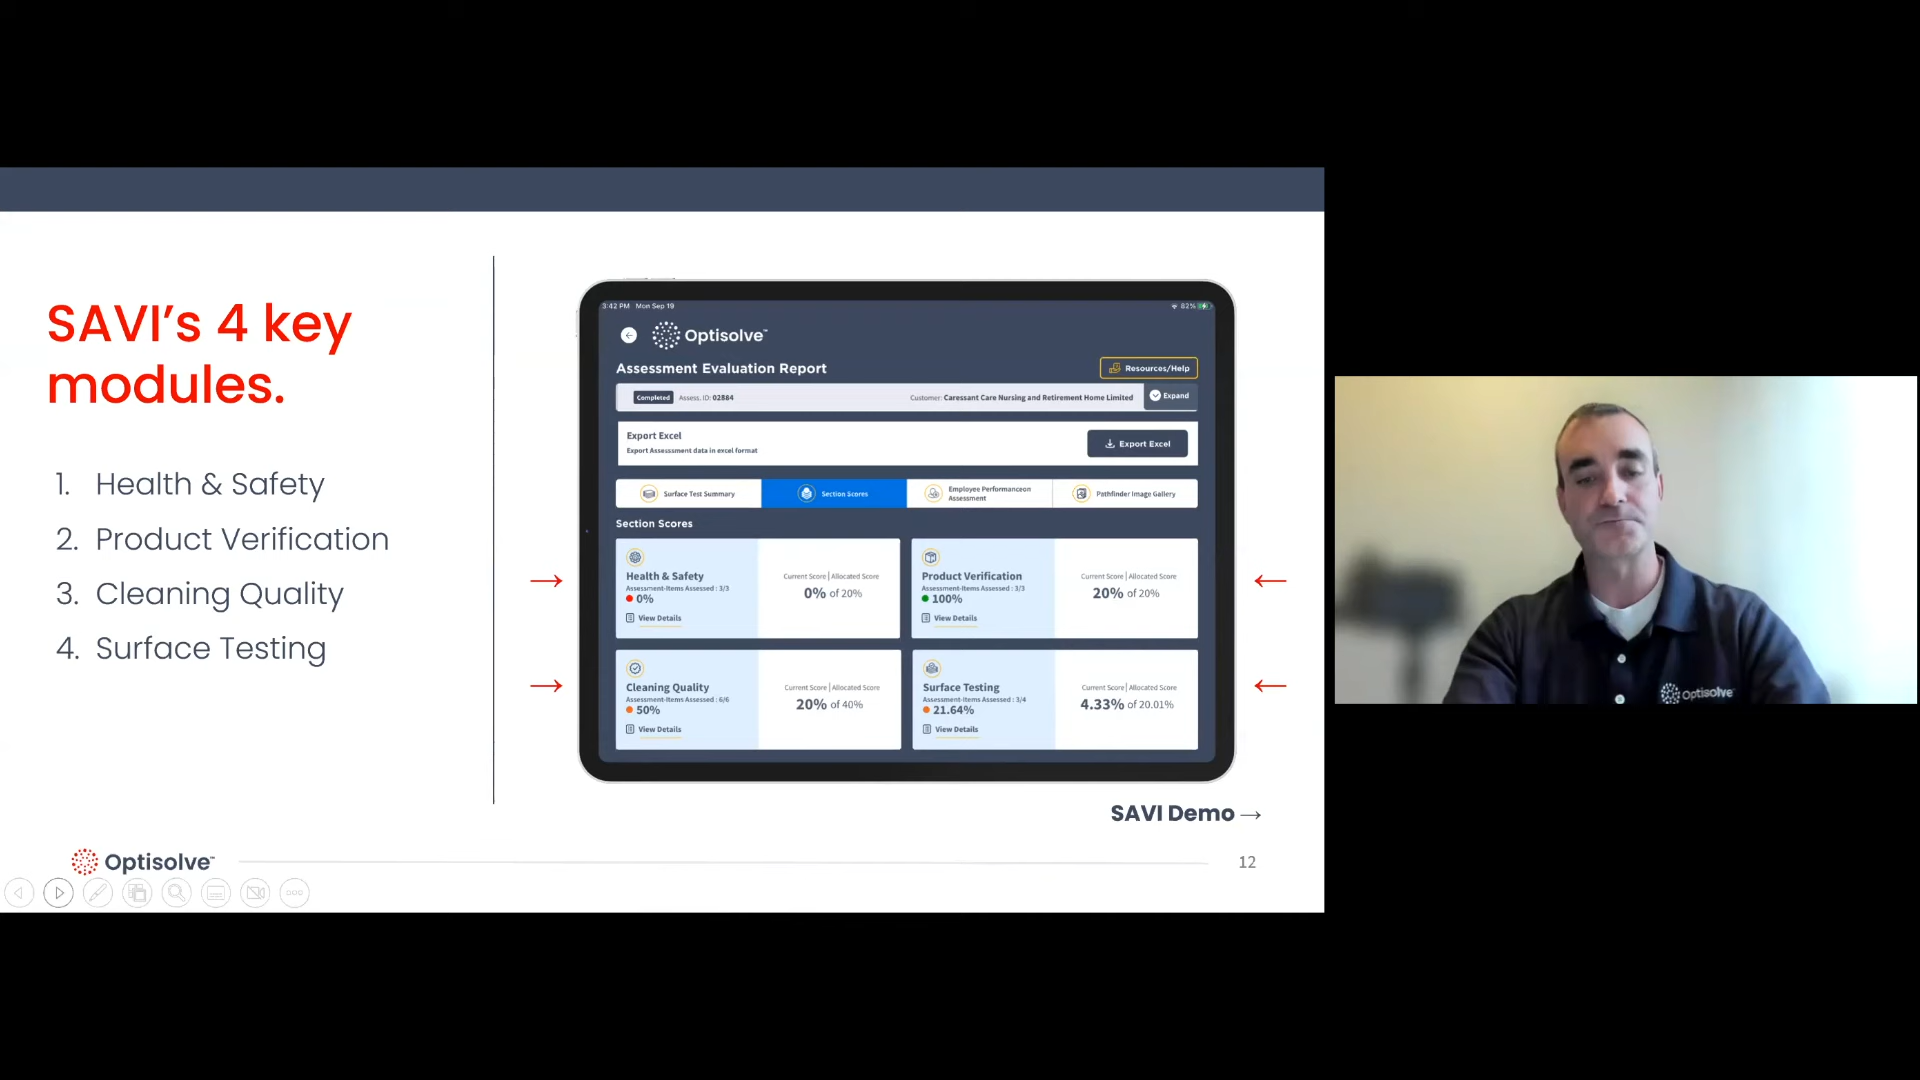 SAVI's 4 key
modules.
1. Health & Safety
2. Product Verification
3. Cleaning Quality
4. Surface Testing
3:42 PM Mon Sep 19
82%
Optisolve™
Assessment Evaluation Report
Resources/Help
Completed Assess. ID: 02884
Customer: Caressant Care Nursing and Retirement Home Limited
Expand
Export Excel
Export Assesssment data in excel format
Export Excel
Surface Test Summary
Section Scores
Employee Performanceon
Assessment
Pathfinder Image Gallery
Section Scores
Health & Safety
Assessment-Items Assessed : 3/3
0%
View Details
Current Score | Allocated Score
0% of 20%
Product Verification
Assessment-Items Assessed : 3/3
100%
View Details
Current Score | Allocated Score
20% of 20%
Cleaning Quality
Assessment-Items Assessed : 6/6
50%
View Details
Current Score | Allocated Score
20% of 40%
Surface Testing
Assessment-Items Assessed : 3/4
21.64%
View Details
Current Score | Allocated Score
4.33% of 20.01%
SAVI Demo →
Optisolve™
12
Optisolve